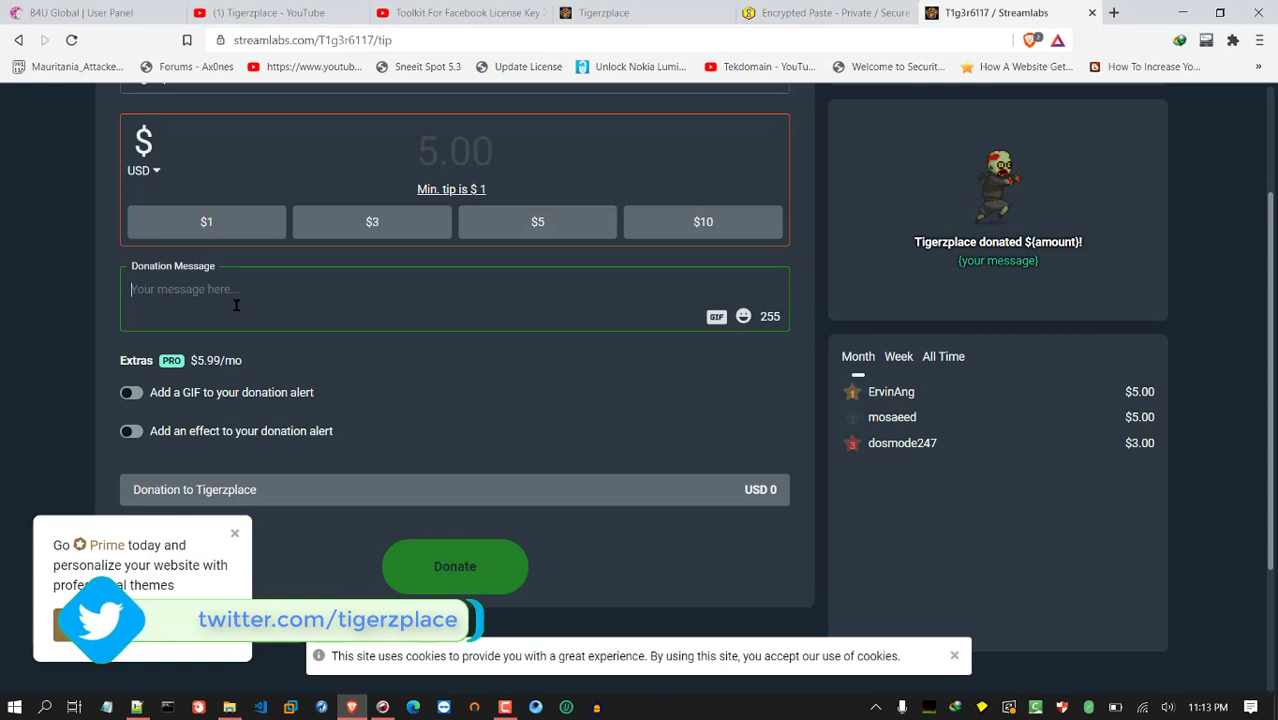 B4U Global | User Panel
(1) Tigerzplace - YouTube
Toolkit For Facebook License Key 2
Tigerzplace
Encrypted Paste - Private / Secure
T1g3r6117 / Streamlabs
streamlabs.com/T1g3r6117/tip
2
Mauritania_Attacke...
Forums - Ax0nes
https://www.youtub...
Sneeit Spot 5.3
Update License
Unlock Nokia Lumi...
Tekdomain - YouTu...
Welcome to Securit...
How A Website Get...
How To Increase Yo...
$
5.00
USD
Min. tip is $ 1
$1
$3
$5
$10
Donation Message
Your message here...
GIF
255
Extras PRO $5.99/mo
Add a GIF to your donation alert
Add an effect to your donation alert
Donation to Tigerzplace
USD 0
Donate
Tigerzplace donated ${amount}!
{your message}
Month Week All Time
1 ErvinAng $5.00
mosaeed $5.00
3 dosmode247 $3.00
Go Prime today and
personalize your website with
twitter.com/tigerzplace
This site uses cookies to provide you with a great experience. By using this site, you accept our use of cookies.
11:13 PM